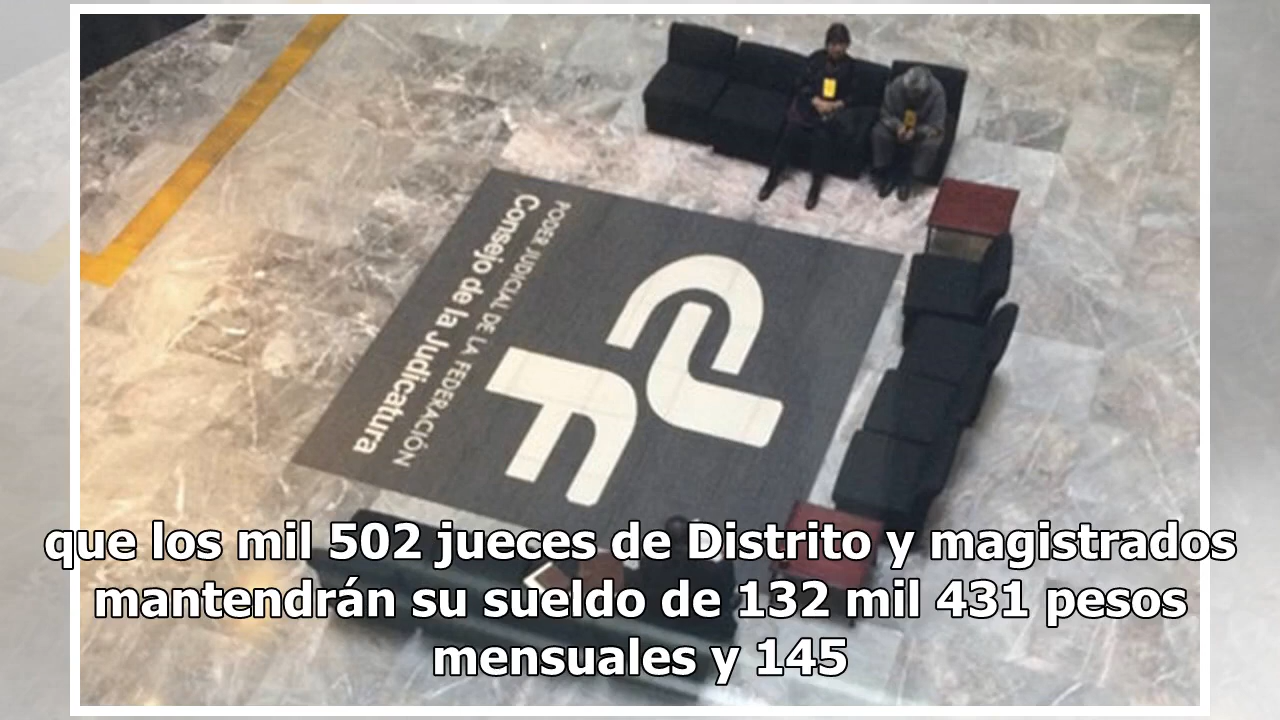 PODER JUDICIAL DE LA FEDERACIÓN
Consejo de la Judicatura
PJF
que los mil 502 jueces de Distrito y magistrados
mantendrán su sueldo de 132 mil 431 pesos
mensuales y 145